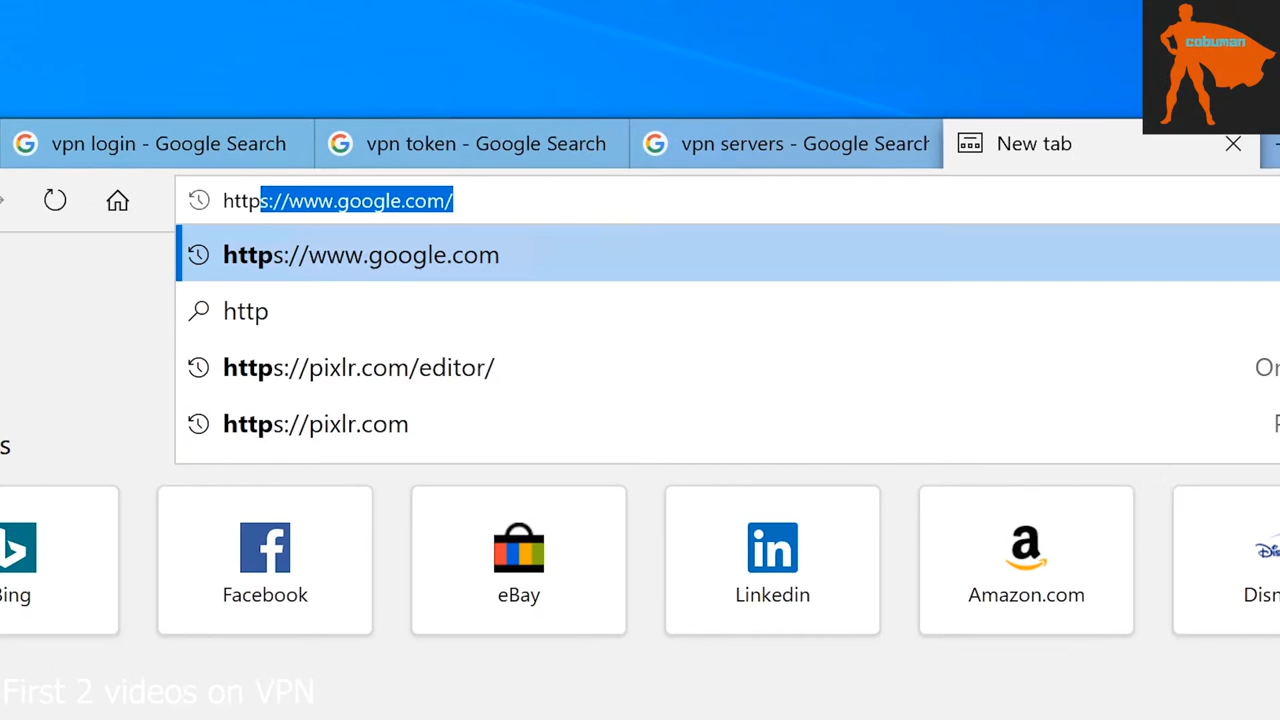 cobuman
vpn login - Google Search
vpn token - Google Search
vpn servers - Google Search
New tab
https://www.google.com/
https://www.google.com
http
https://pixlr.com/editor/
https://pixlr.com
Facebook
eBay
Linkedin
Amazon.com
First 2 videos on VPN